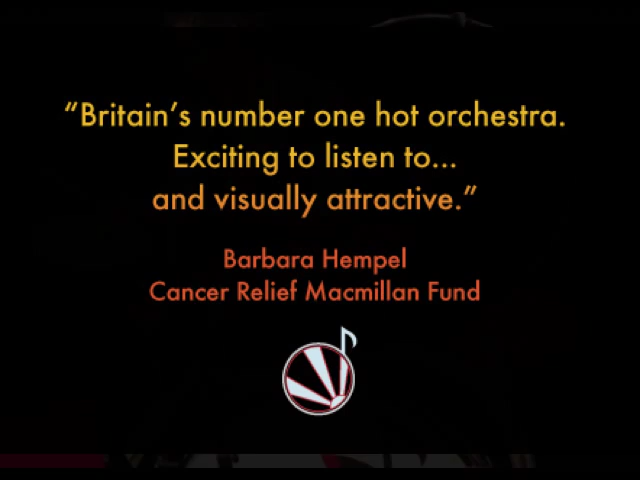 “Britain’s number one hot orchestra.
Exciting to listen to...
and visually attractive.”
Barbara Hempel
Cancer Relief Macmillan Fund